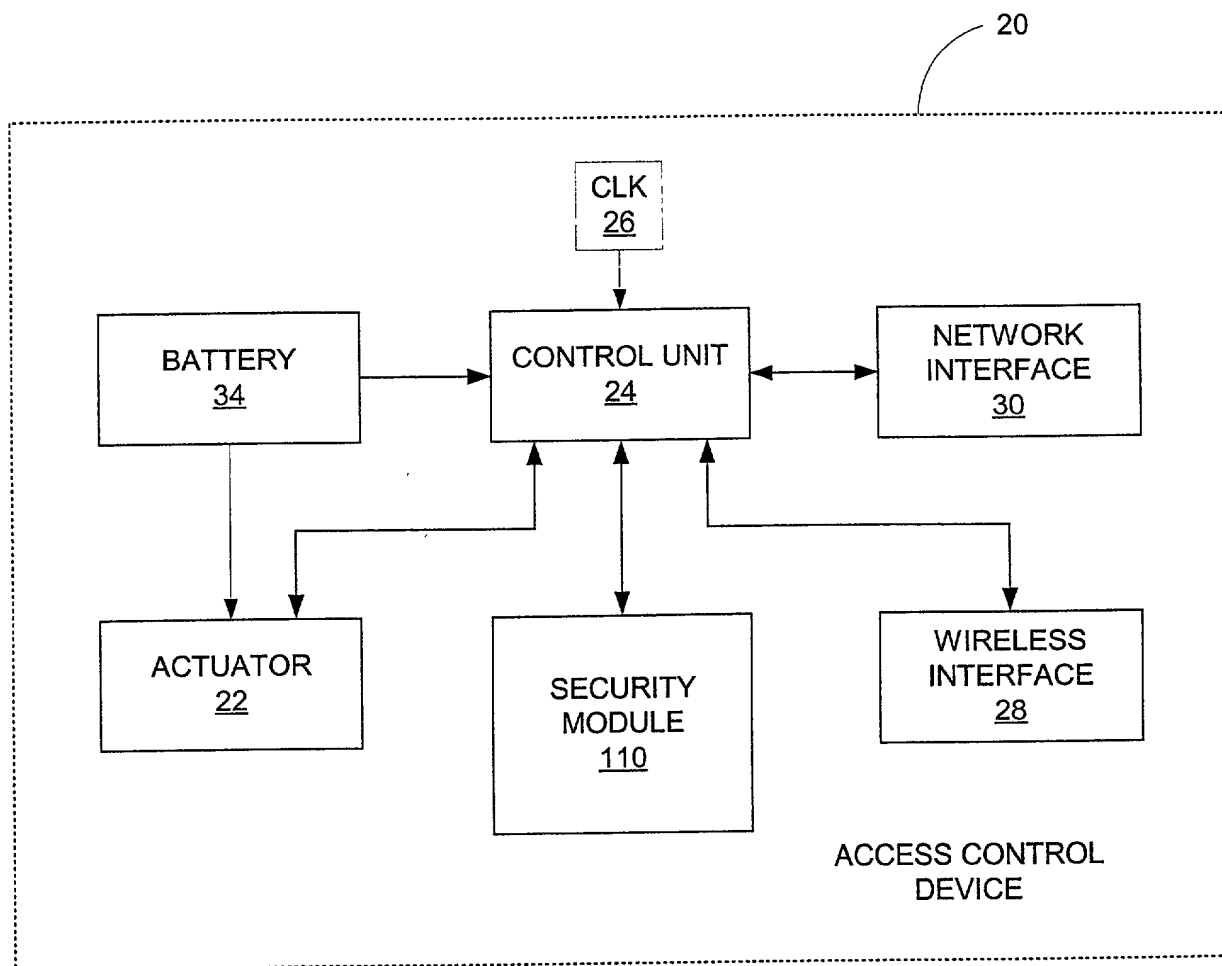 20
CLK
26
BATTERY
34
CONTROL UNIT
24
NETWORK
INTERFACE
30
ACTUATOR
22
SECURITY
MODULE
110
WIRELESS
INTERFACE
28
ACCESS CONTROL
DEVICE